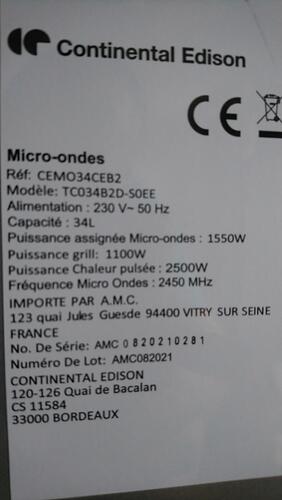 Continental Edison
CE
Micro-ondes
Réf: CEMO34CEB2
Modèle: TC034B2D-S0EE
Alimentation : 230 V~ 50 Hz
Capacité : 34L
Puissance assignée Micro-ondes : 1550W
Puissance grill: 1100W
Puissance Chaleur pulsée : 2500W
Fréquence Micro Ondes : 2450 MHz
IMPORTE PAR A.M.C.
123 quai Jules Guesde 94400 VITRY SUR SEINE
FRANCE
No. De Série: AMC 0820210281
Numéro De Lot: AMC082021
CONTINENTAL EDISON
120-126 Quai de Bacalan
CS 11584
33000 BORDEAUX